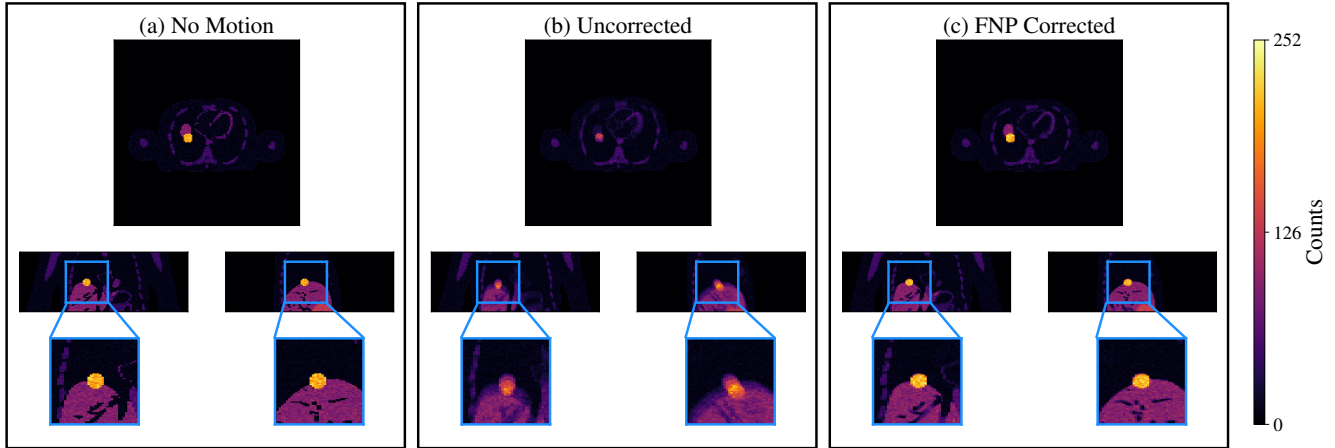 (a) No Motion
(b) Uncorrected
(c) FNP Corrected
252
126
0
Counts